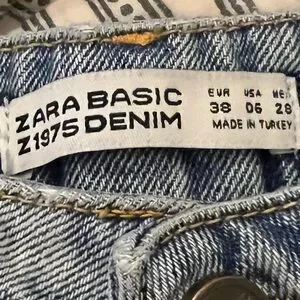 ZARA BASIC
Z1975 DENIM
EUR USA MEX
38 06 28
MADE IN TURKEY